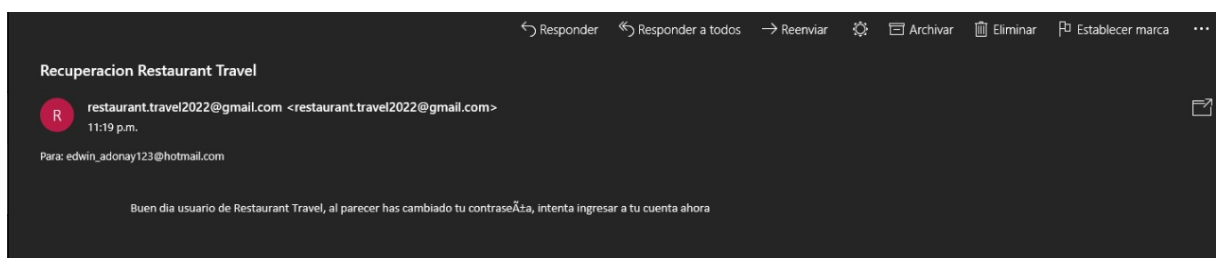 Responder Responder a todos Reenviar Archivar Eliminar Establecer marca ...
Recuperacion Restaurant Travel
R
restaurant.travel2022@gmail.com <restaurant.travel2022@gmail.com>
11:19 p.m.
Para: edwin_adonay123@hotmail.com
Buen dia usuario de Restaurant Travel, al parecer has cambiado tu contraseÃ±a, intenta ingresar a tu cuenta ahora